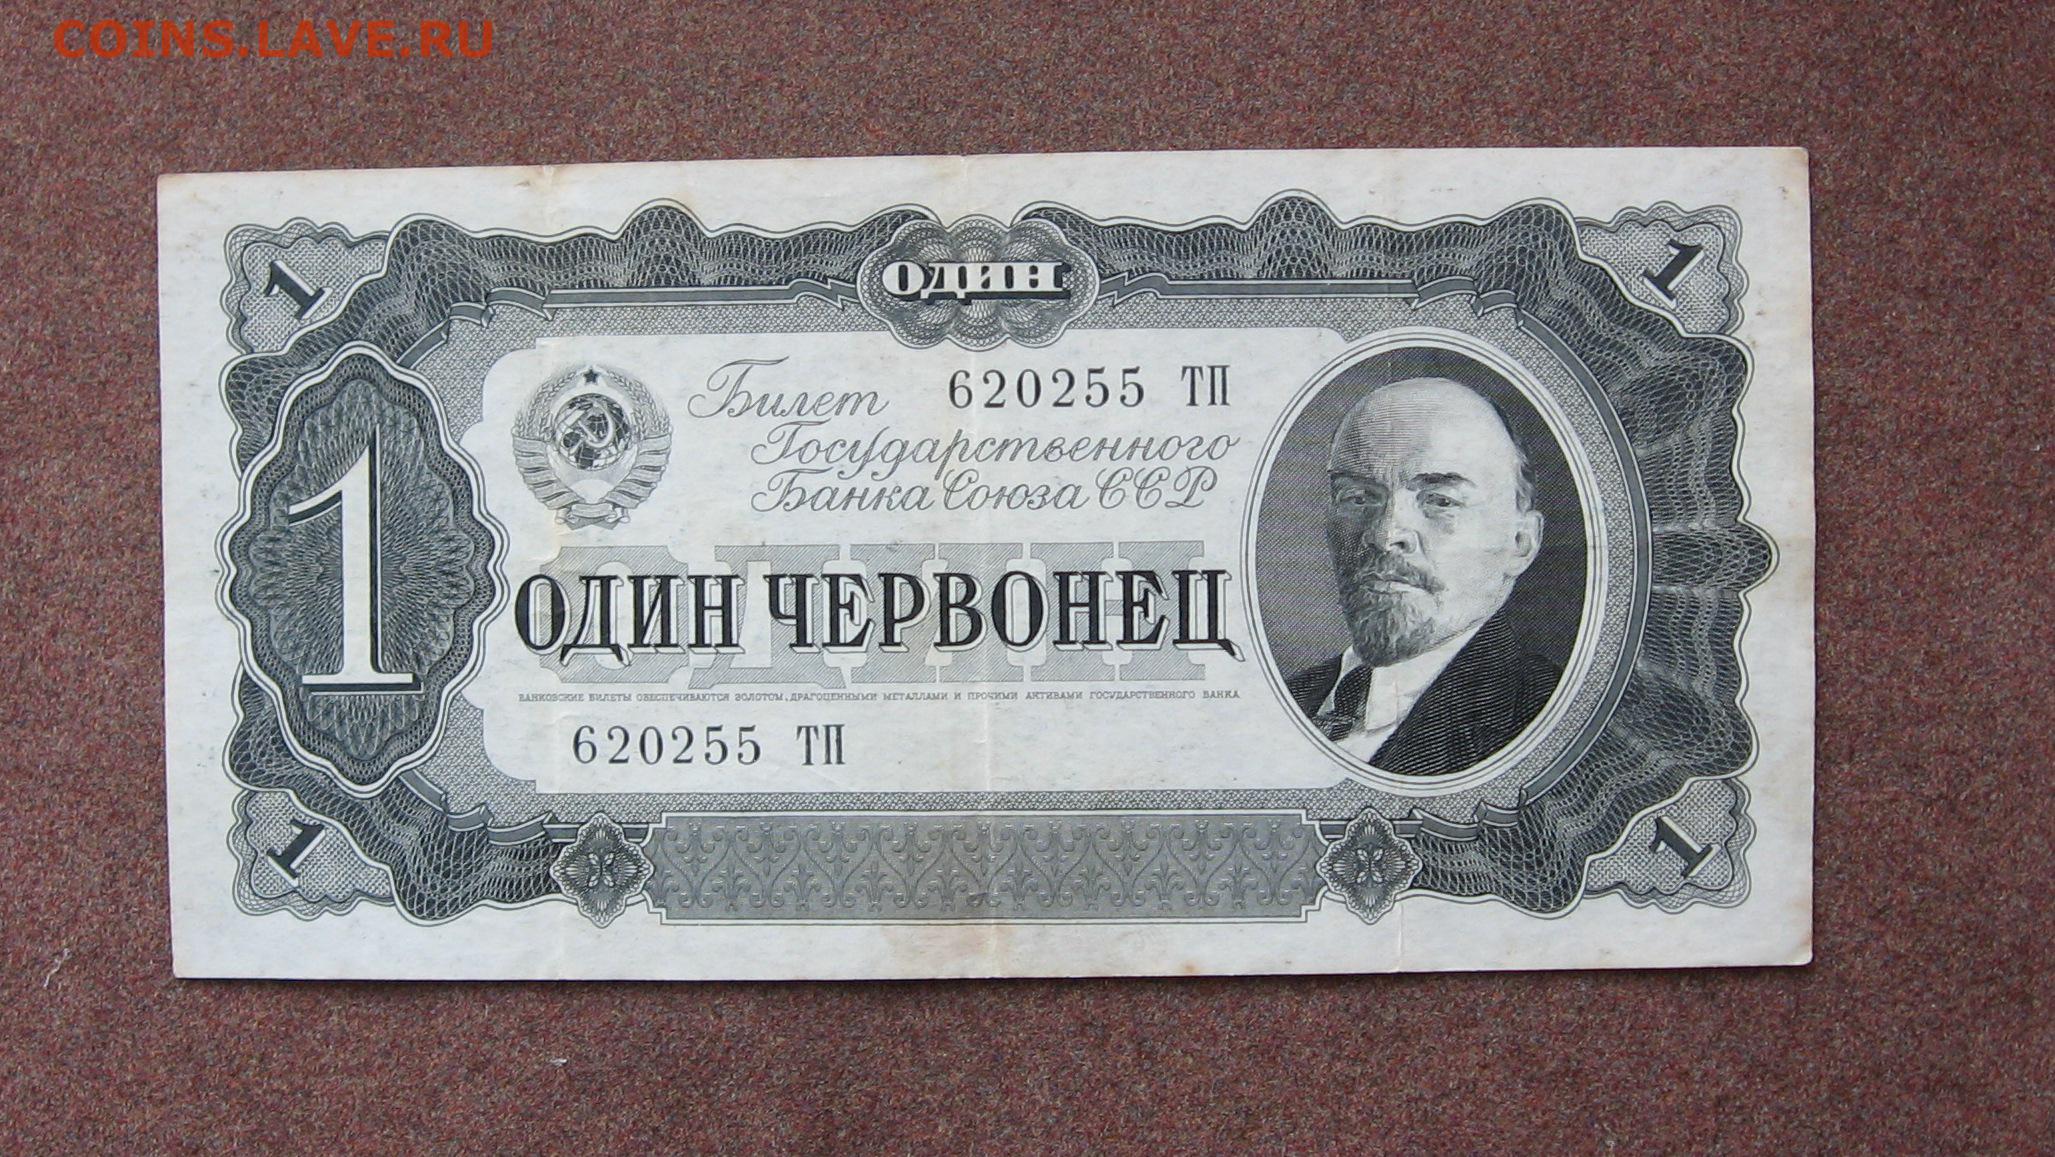 COINS.LAVE.RU
1
ОДИН
1
Билет 620255 ТП
Государственного
Банка Союза ССР
1
ОДИН
ОДИН ЧЕРВОНЕЦ
БАНКОВСКИЕ БИЛЕТЫ ОБЕСПЕЧИВАЮТСЯ ЗОЛОТОМ, ДРАГОЦЕННЫМИ МЕТАЛЛАМИ И ПРОЧИМИ АКТИВАМИ ГОСУДАРСТВЕННОГО БАНКА
620255 ТП
1
1